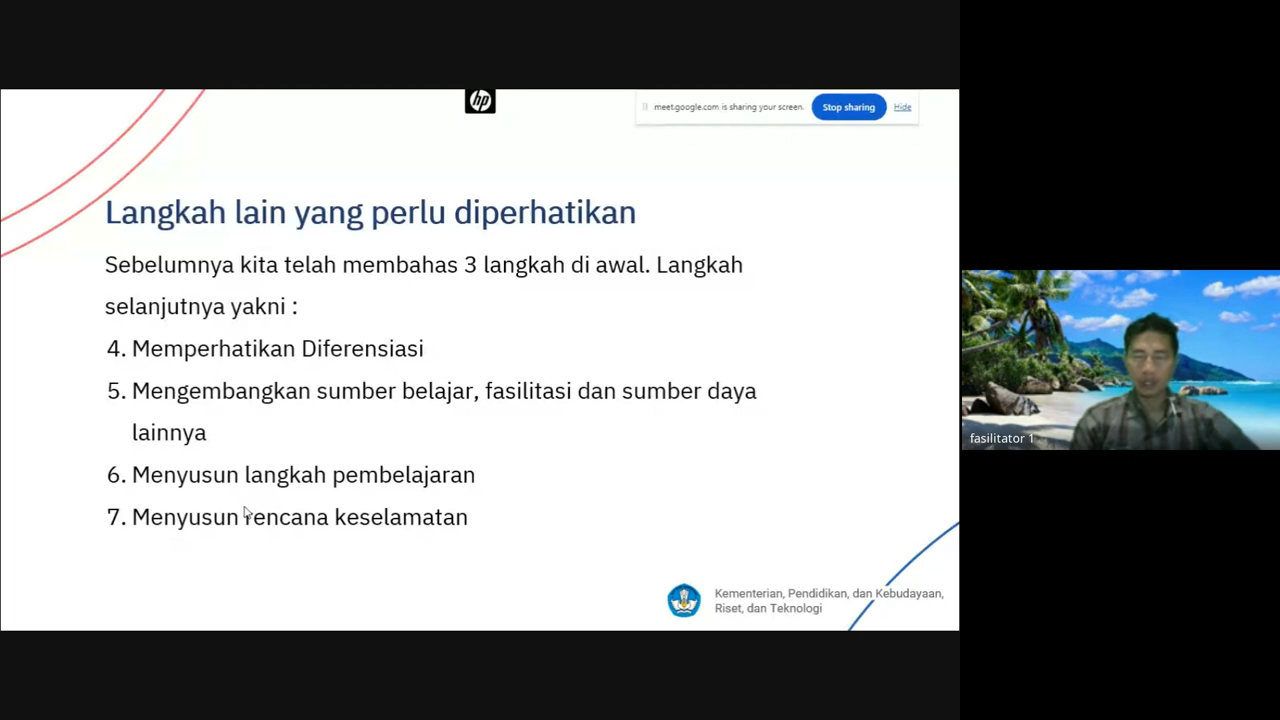 hp
meet.google.com is sharing your screen.
Stop sharing
Hide
Langkah lain yang perlu diperhatikan
Sebelumnya kita telah membahas 3 langkah di awal. Langkah
selanjutnya yakni :
4. Memperhatikan Diferensiasi
5. Mengembangkan sumber belajar, fasilitasi dan sumber daya
lainnya
6. Menyusun langkah pembelajaran
7. Menyusun rencana keselamatan
Kementerian, Pendidikan, dan Kebudayaan,
Riset, dan Teknologi
fasilitator 1